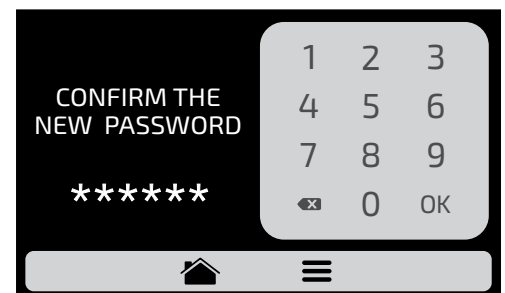 CONFIRM THE
NEW PASSWORD
******
1 2 3
4 5 6
7 8 9
0 OK